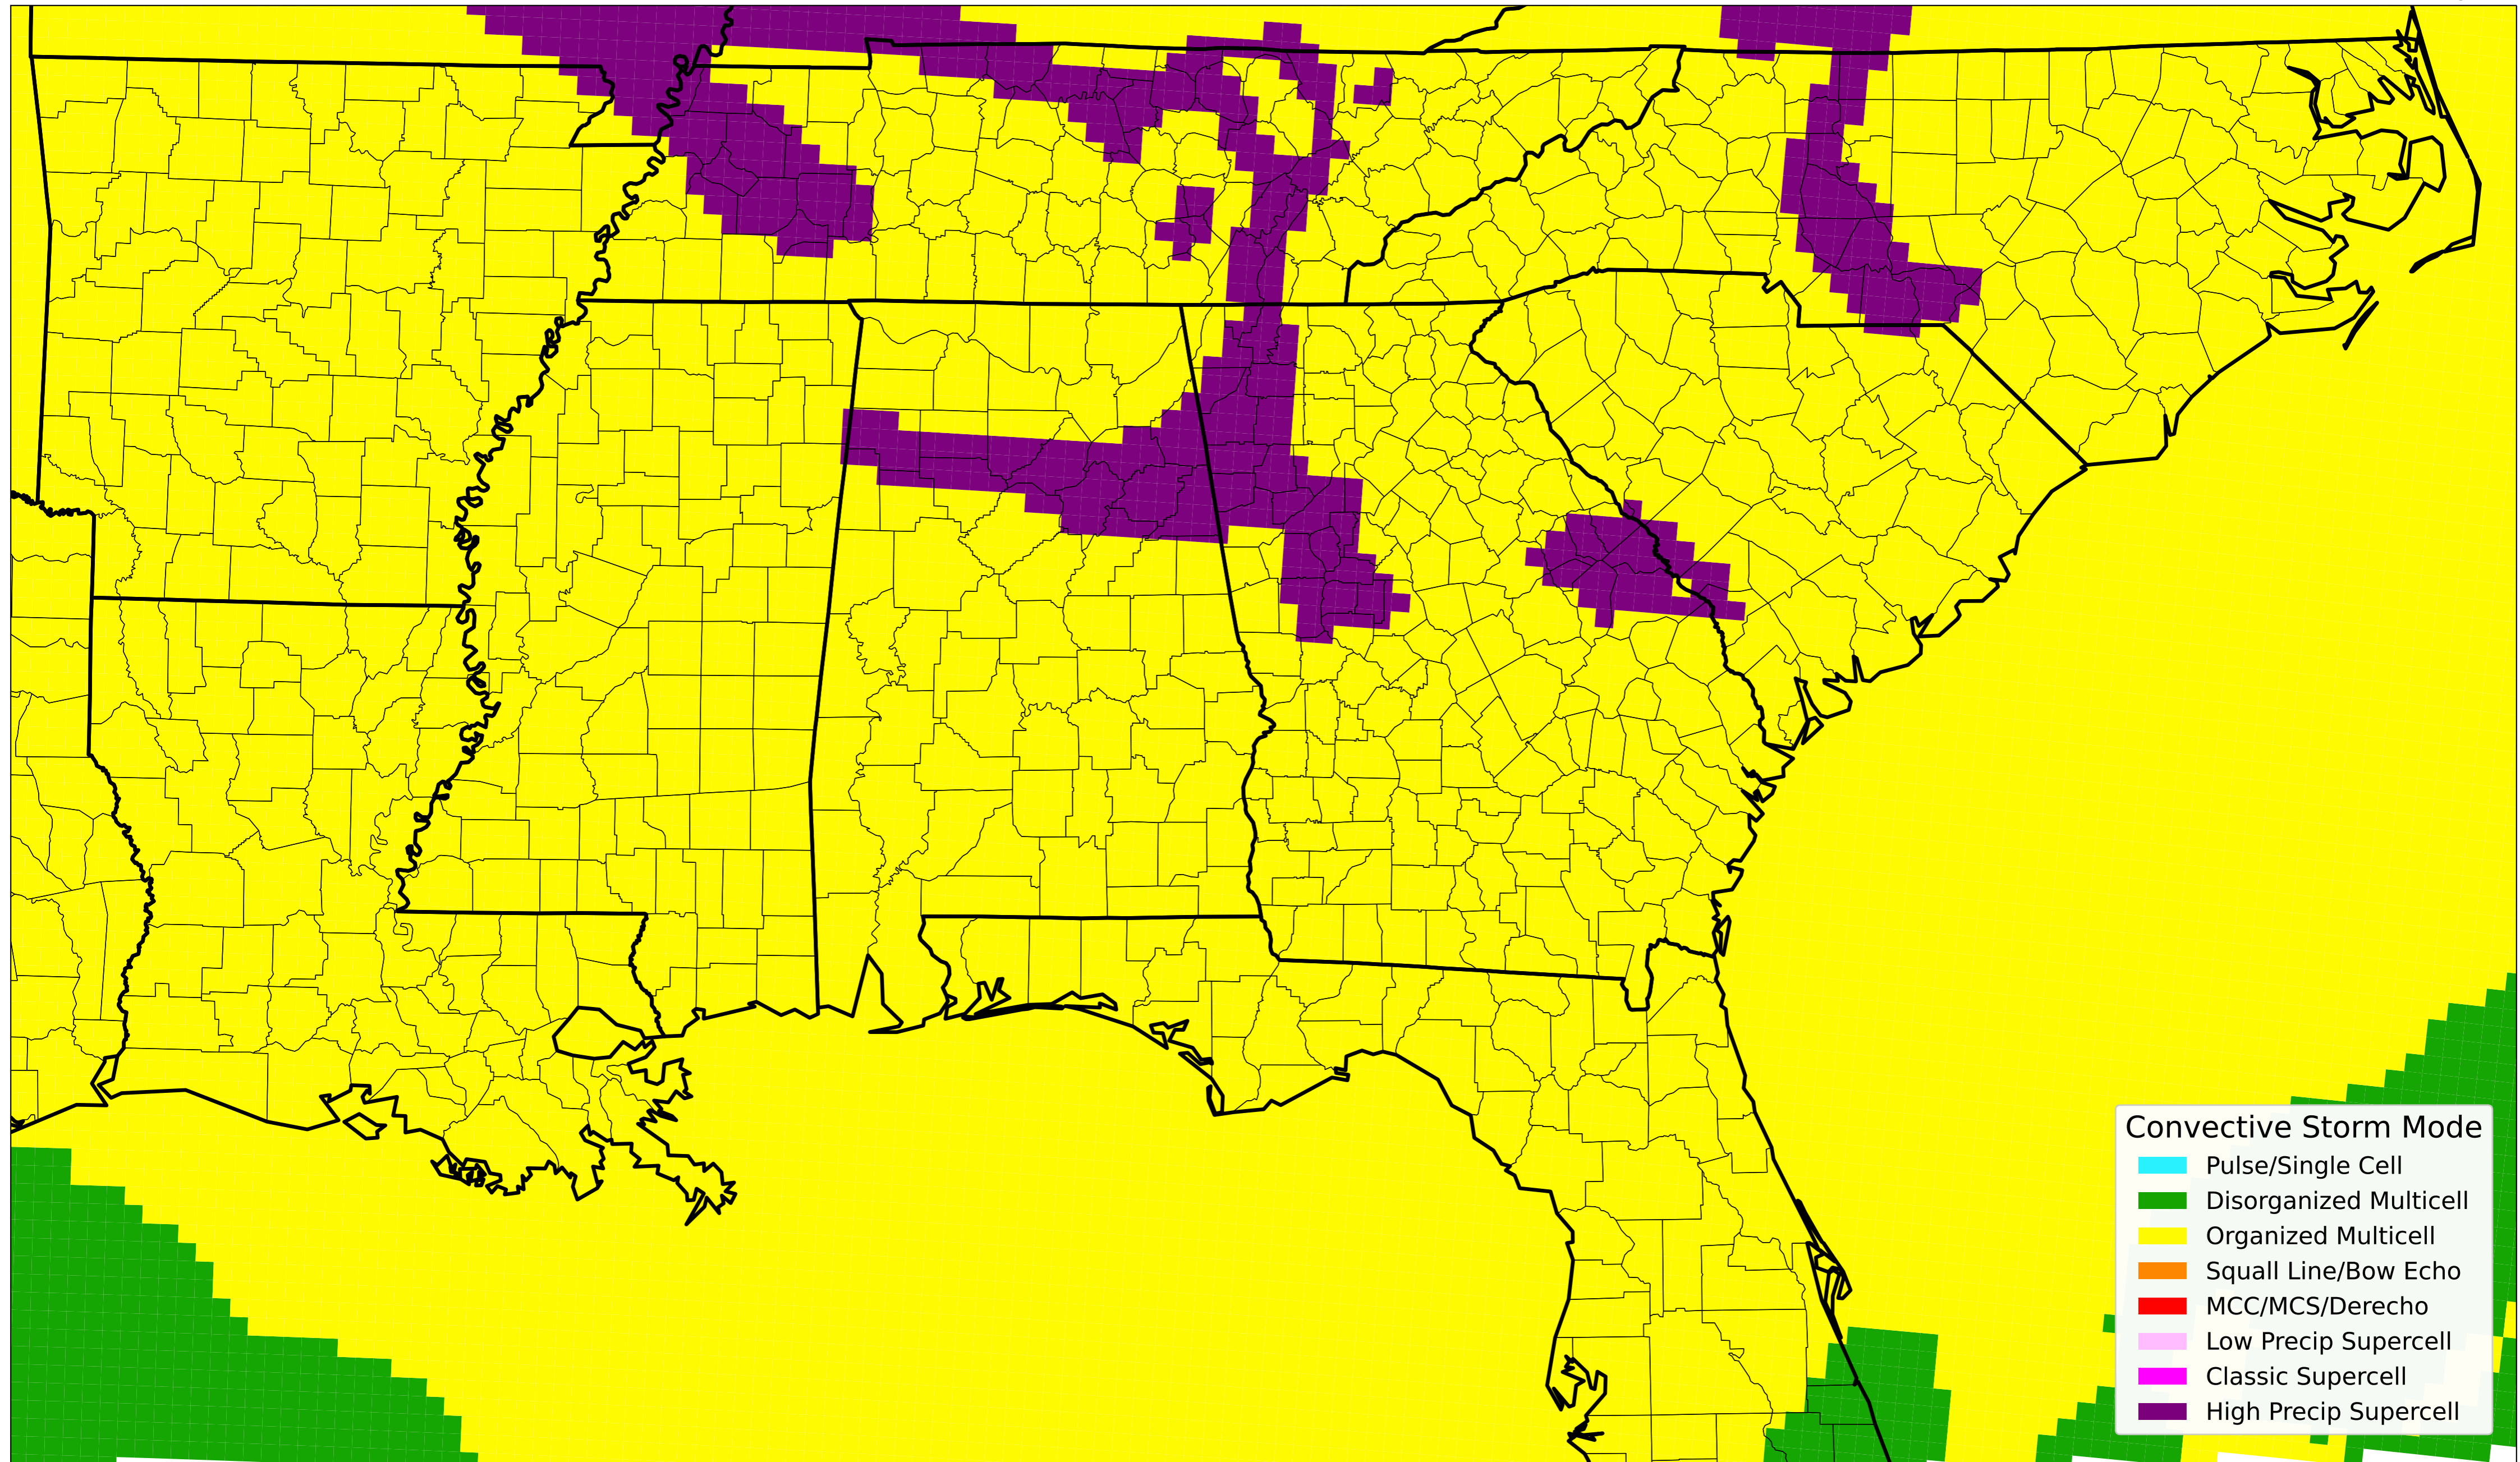 Convective Storm Mode
Pulse/Single Cell
Disorganized Multicell
Organized Multicell
Squall Line/Bow Echo
MCC/MCS/Derecho
Low Precip Supercell
Classic Supercell
High Precip Supercell